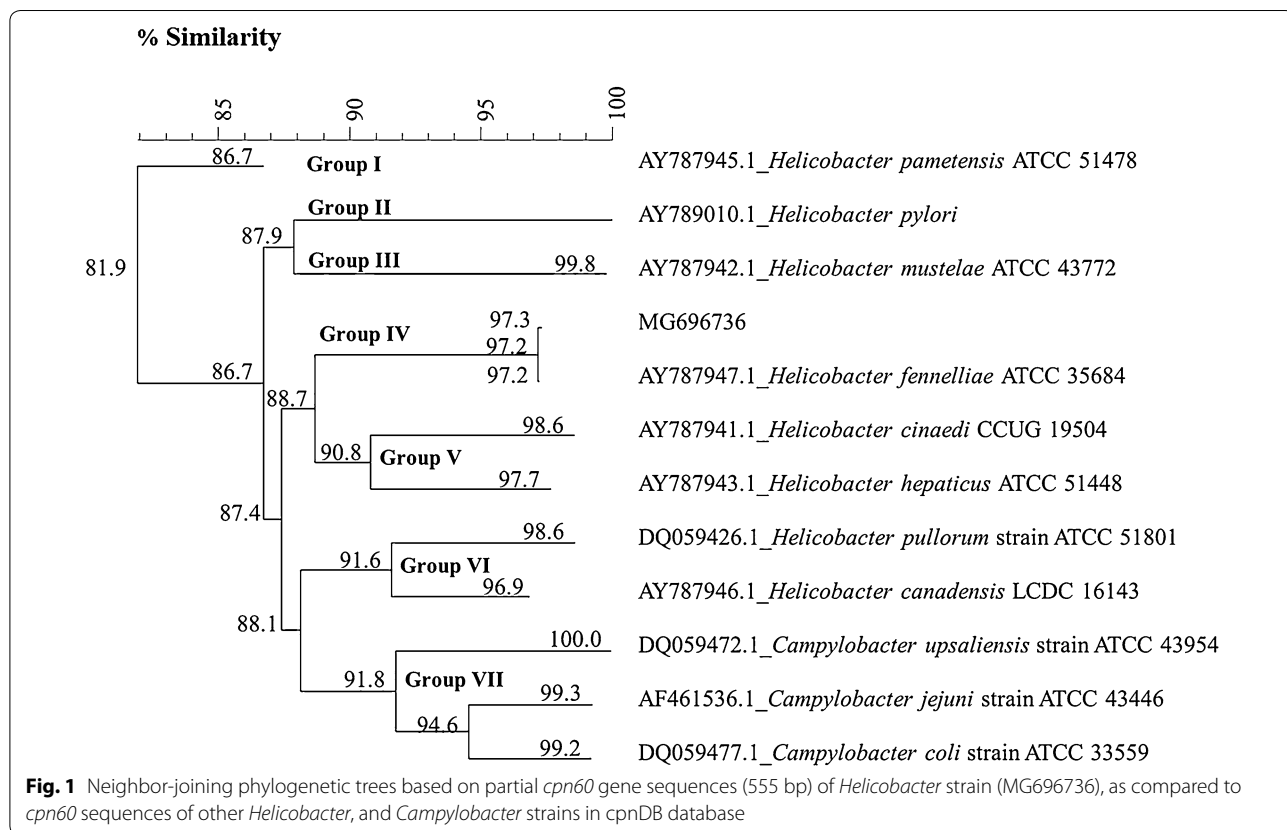 % Similarity
85 90 95 100
86.7 Group I AY787945.1_Helicobacter pametensis ATCC 51478
Group II AY789010.1_Helicobacter pylori
87.9
81.9 Group III 99.8 AY787942.1_Helicobacter mustelae ATCC 43772
97.3 MG696736
Group IV 97.2
86.7 97.2 AY787947.1_Helicobacter fennelliae ATCC 35684
88.7
98.6 AY787941.1_Helicobacter cinaedi CCUG 19504
90.8 Group V
97.7 AY787943.1_Helicobacter hepaticus ATCC 51448
87.4
98.6 DQ059426.1_Helicobacter pullorum strain ATCC 51801
91.6 Group VI
96.9 AY787946.1_Helicobacter canadensis LCDC 16143
88.1
100.0 DQ059472.1_Campylobacter upsaliensis strain ATCC 43954
91.8 Group VII
99.3 AF461536.1_Campylobacter jejuni strain ATCC 43446
94.6
99.2 DQ059477.1_Campylobacter coli strain ATCC 33559
Fig. 1 Neighbor-joining phylogenetic trees based on partial cpn60 gene sequences (555 bp) of Helicobacter strain (MG696736), as compared to
cpn60 sequences of other Helicobacter, and Campylobacter strains in cpnDB database